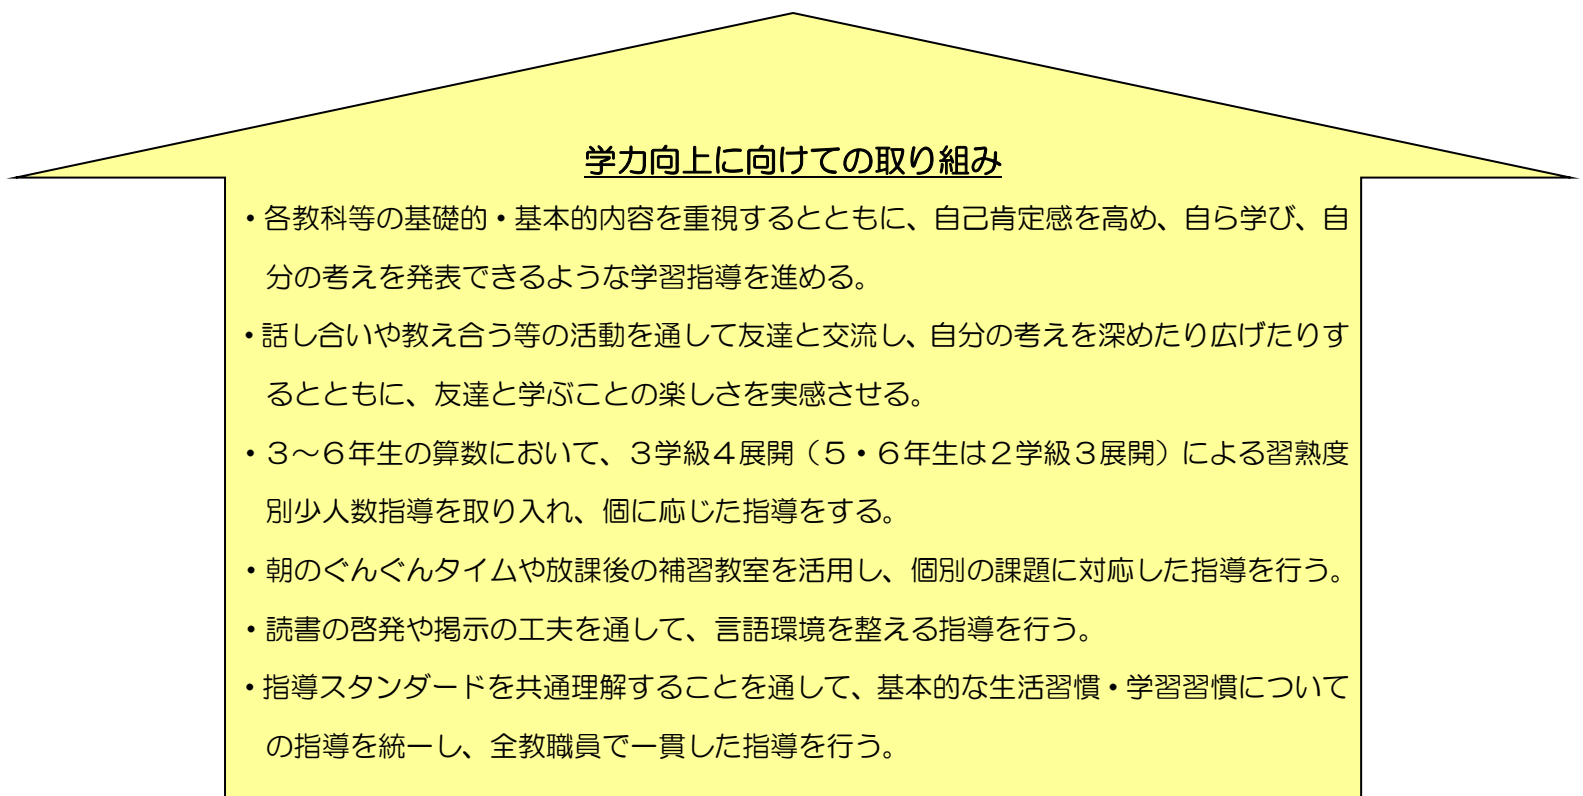 学力向上に向けての取り組み
・各教科等の基礎的・基本的内容を重視するとともに、自己肯定感を高め、自ら学び、自
分の考えを発表できるような学習指導を進める。
・話し合いや教え合う等の活動を通して友達と交流し、自分の考えを深めたり広げたりす
るとともに、友達と学ぶことの楽しさを実感させる。
・３～６年生の算数において、３学級４展開（５・６年生は２学級３展開）による習熟度
別少人数指導を取り入れ、個に応じた指導をする。
・朝のぐんぐんタイムや放課後の補習教室を活用し、個別の課題に対応した指導を行う。
・読書の啓発や掲示の工夫を通して、言語環境を整える指導を行う。
・指導スタンダードを共通理解することを通して、基本的な生活習慣・学習習慣について
の指導を統一し、全教職員で一貫した指導を行う。